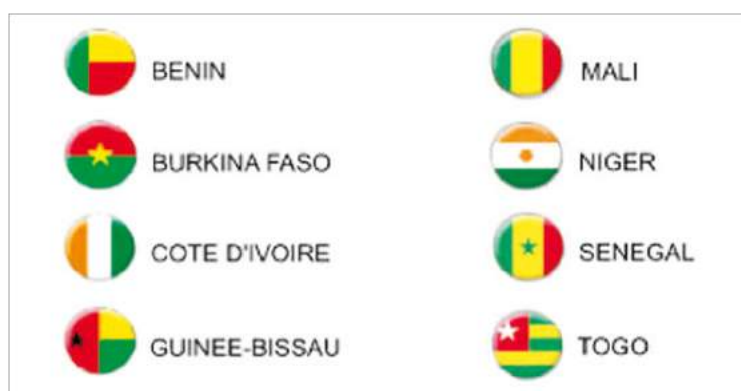 BENIN
MALI
BURKINA FASO
NIGER
COTE D'IVOIRE
SENEGAL
GUINEE-BISSAU
TOGO